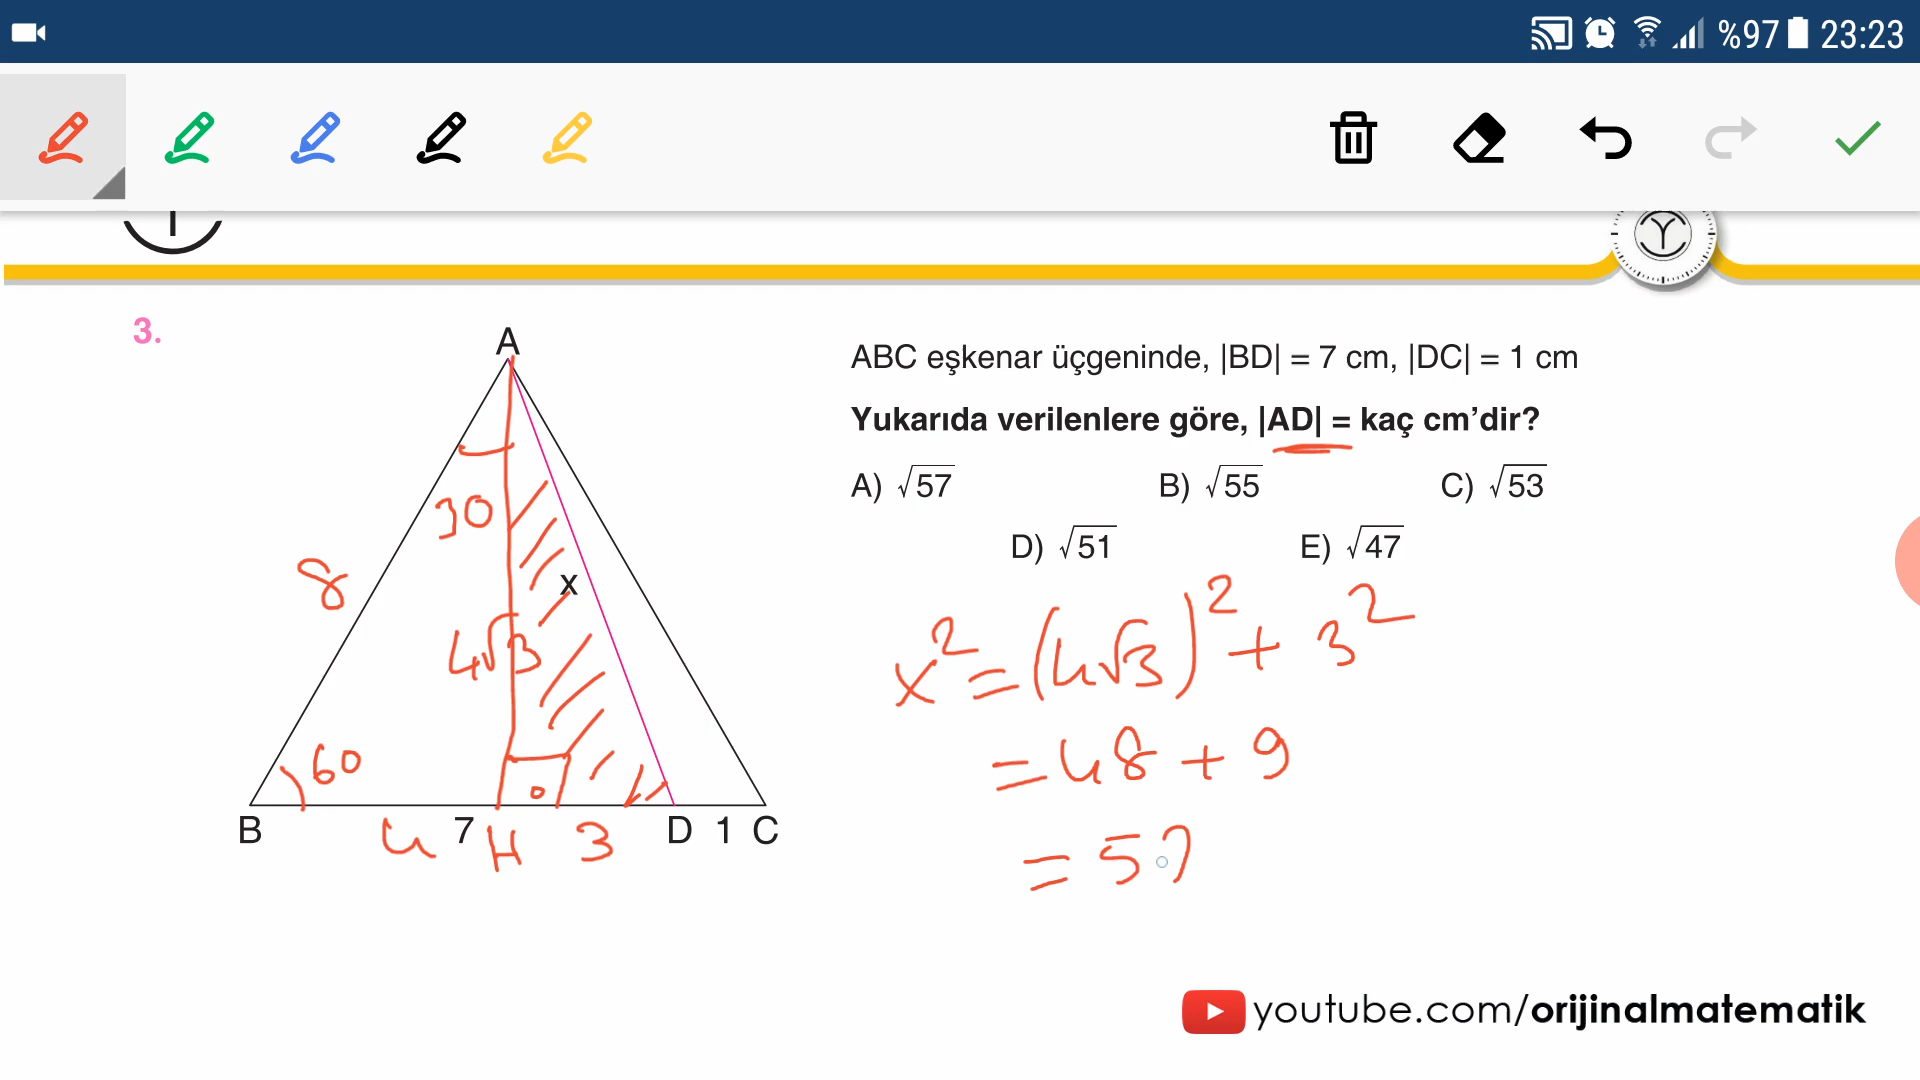 %97 23:23
3.
A
ABC eşkenar üçgeninde, |BD| = 7 cm, |DC| = 1 cm
Yukarıda verilenlere göre, |AD| = kaç cm’dir?
A) √57 B) √55 C) √53
D) √51 E) √47
30
8
x
4√3
60
B 4 7 H 3 D 1 C
x² = (4√3)² + 3²
= 48 + 9
= 57
youtube.com/orijinalmatematik